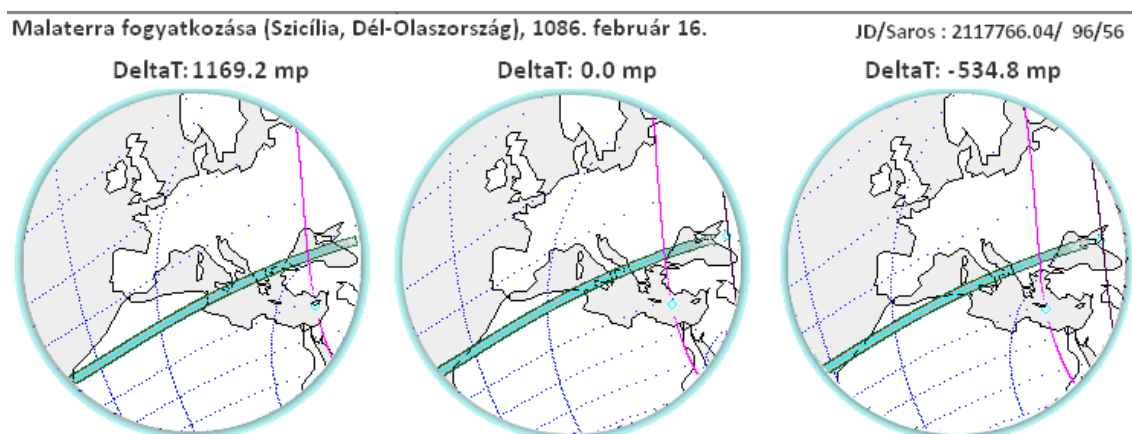 Malaterra fogyatkozása (Szicília, Dél-Olaszország), 1086. február 16.
JD/Saros : 2117766.04/ 96/56
DeltaT: 1169.2 mp
DeltaT: 0.0 mp
DeltaT: -534.8 mp